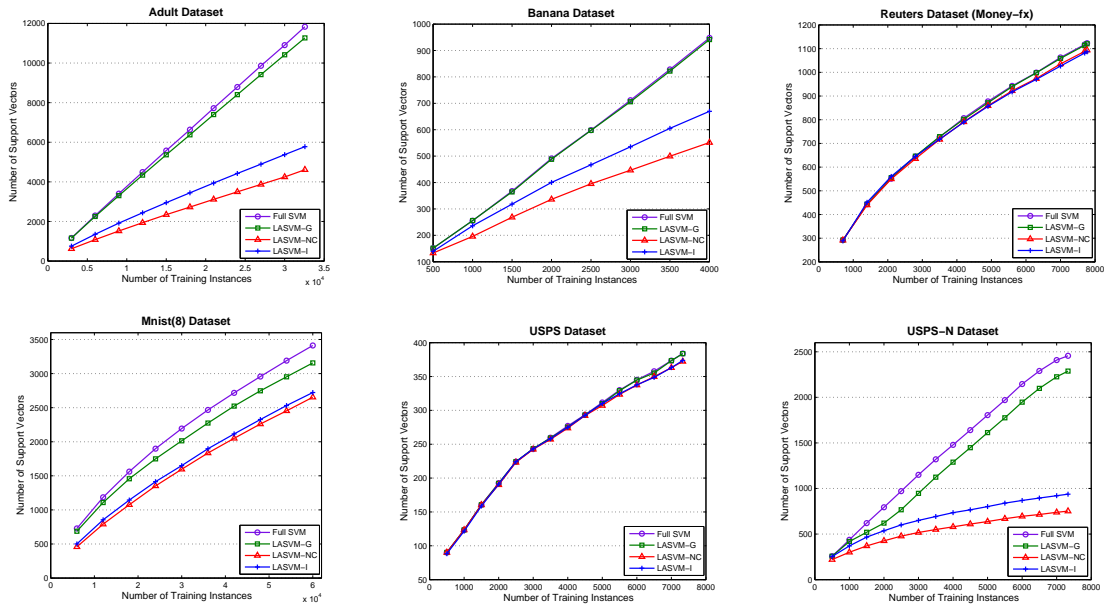 Adult Dataset
12000
10000
8000
6000
4000
2000
0
Number of Support Vectors
0
0.5
1
1.5
2
2.5
3
3.5
x 10^4
Number of Training Instances
Full SVM
LASVM−G
LASVM−NC
LASVM−I
Banana Dataset
1000
900
800
700
600
500
400
300
200
100
Number of Support Vectors
500
1000
1500
2000
2500
3000
3500
4000
Number of Training Instances
Full SVM
LASVM−G
LASVM−NC
LASVM−I
Reuters Dataset (Money−fx)
1200
1100
1000
900
800
700
600
500
400
300
200
Number of Support Vectors
0
1000
2000
3000
4000
5000
6000
7000
8000
Number of Training Instances
Full SVM
LASVM−G
LASVM−NC
LASVM−I
Mnist(8) Dataset
3500
3000
2500
2000
1500
1000
500
0
Number of Support Vectors
0
1
2
3
4
5
6
x 10^4
Number of Training Instances
Full SVM
LASVM−G
LASVM−NC
LASVM−I
USPS Dataset
400
350
300
250
200
150
100
50
Number of Support Vectors
0
1000
2000
3000
4000
5000
6000
7000
8000
Number of Training Instances
Full SVM
LASVM−G
LASVM−NC
LASVM−I
USPS−N Dataset
2500
2000
1500
1000
500
0
Number of Support Vectors
0
1000
2000
3000
4000
5000
6000
7000
8000
Number of Training Instances
Full SVM
LASVM−G
LASVM−NC
LASVM−I